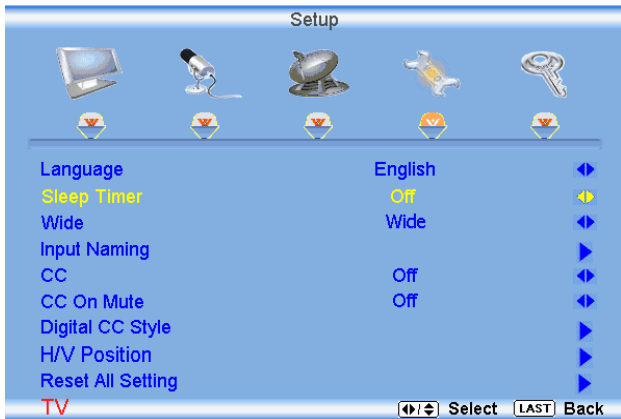 Setup
Language English
Sleep Timer Off
Wide Wide
Input Naming
CC Off
CC On Mute Off
Digital CC Style
H/V Position
Reset All Setting
TV / Select LAST Back